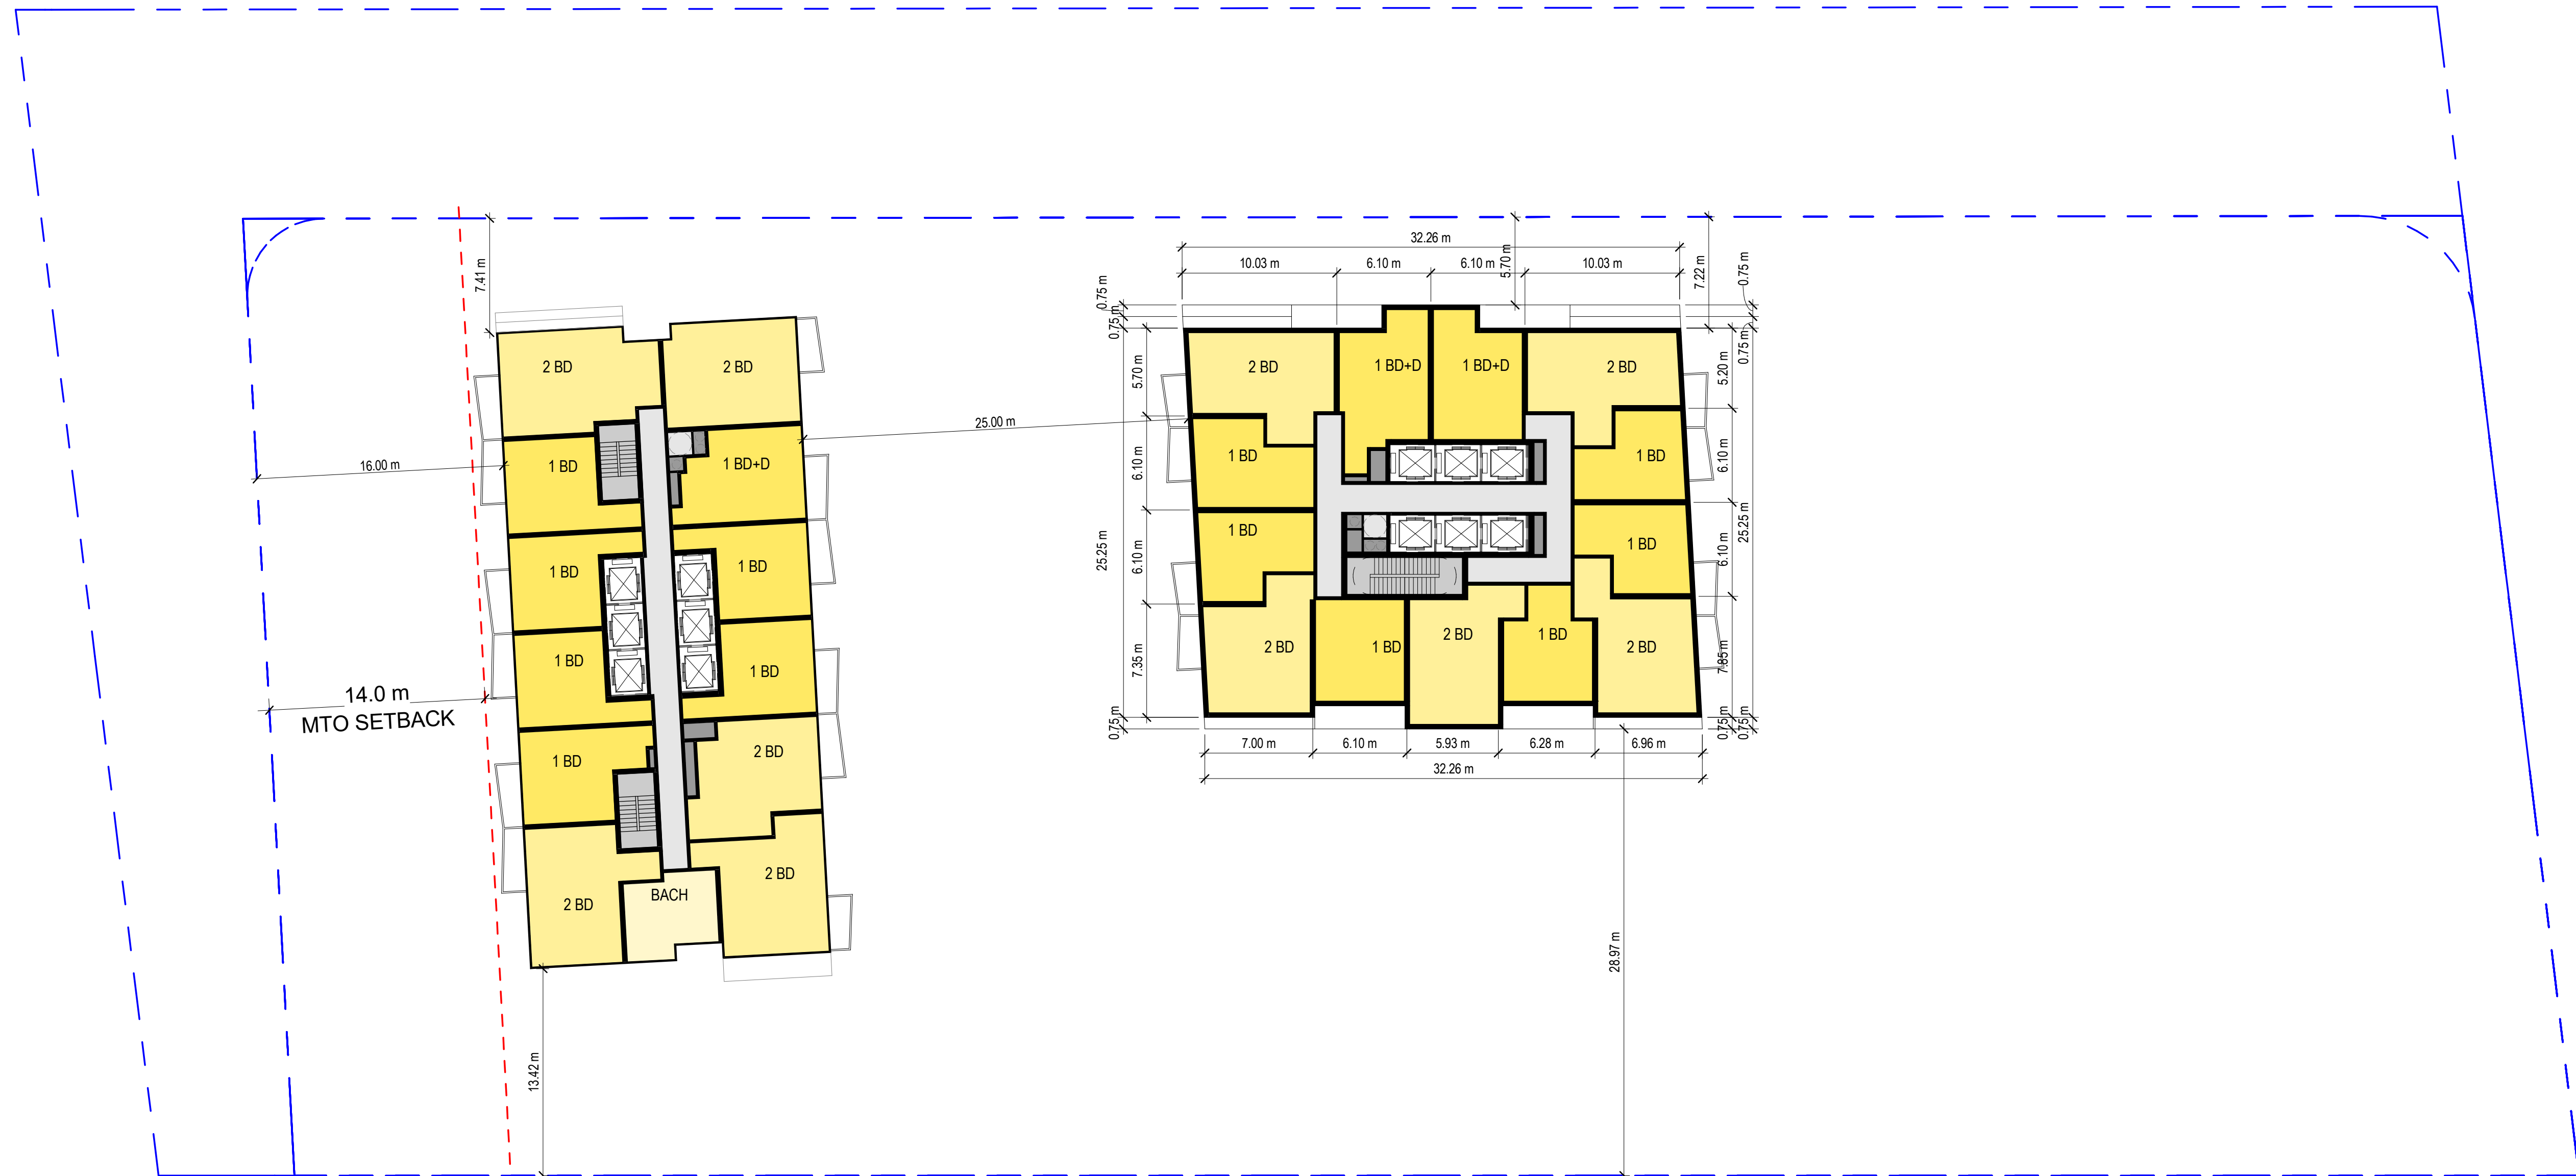 7.41 m
2 BD
2 BD
1 BD
1 BD+D
16.00 m
25.00 m
1 BD
1 BD
1 BD
1 BD
14.0 m
MTO SETBACK
1 BD
2 BD
2 BD
2 BD
BACH
13.42 m
32.26 m
10.03 m
6.10 m
6.10 m
10.03 m
5.70 m
7.22 m
0.75 m
0.75 m
0.75 m
0.75 m
2 BD
1 BD+D
1 BD+D
2 BD
5.70 m
5.20 m
1 BD
1 BD
6.10 m
6.10 m
1 BD
1 BD
25.25 m
6.10 m
6.10 m
25.25 m
2 BD
1 BD
2 BD
1 BD
2 BD
7.35 m
7.85 m
0.75 m
0.75 m
0.75 m
7.00 m
6.10 m
5.93 m
6.28 m
6.96 m
32.26 m
28.97 m